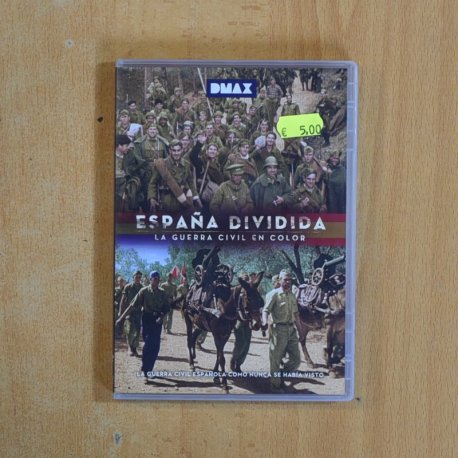 DMAX
€ 5,00
ESPAÑA DIVIDIDA
LA GUERRA CIVIL EN COLOR
LA GUERRA CIVIL ESPAÑOLA COMO NUNCA SE HABÍA VISTO